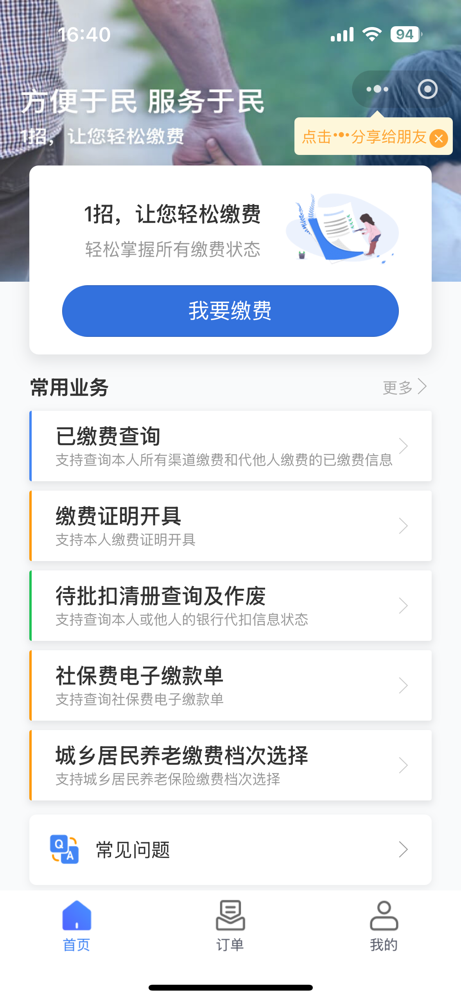 16:40
94
方便于民 服务于民
1招，让您轻松缴费
点击•••分享给朋友
1招，让您轻松缴费
轻松掌握所有缴费状态
我要缴费
常用业务
更多
已缴费查询
支持查询本人所有渠道缴费和代他人缴费的已缴费信息
缴费证明开具
支持本人缴费证明开具
待批扣清册查询及作废
支持查询本人或他人的银行代扣信息状态
社保费电子缴款单
支持查询社保费电子缴款单
城乡居民养老缴费档次选择
支持城乡居民养老保险缴费档次选择
Q
A
常见问题
首页
订单
我的